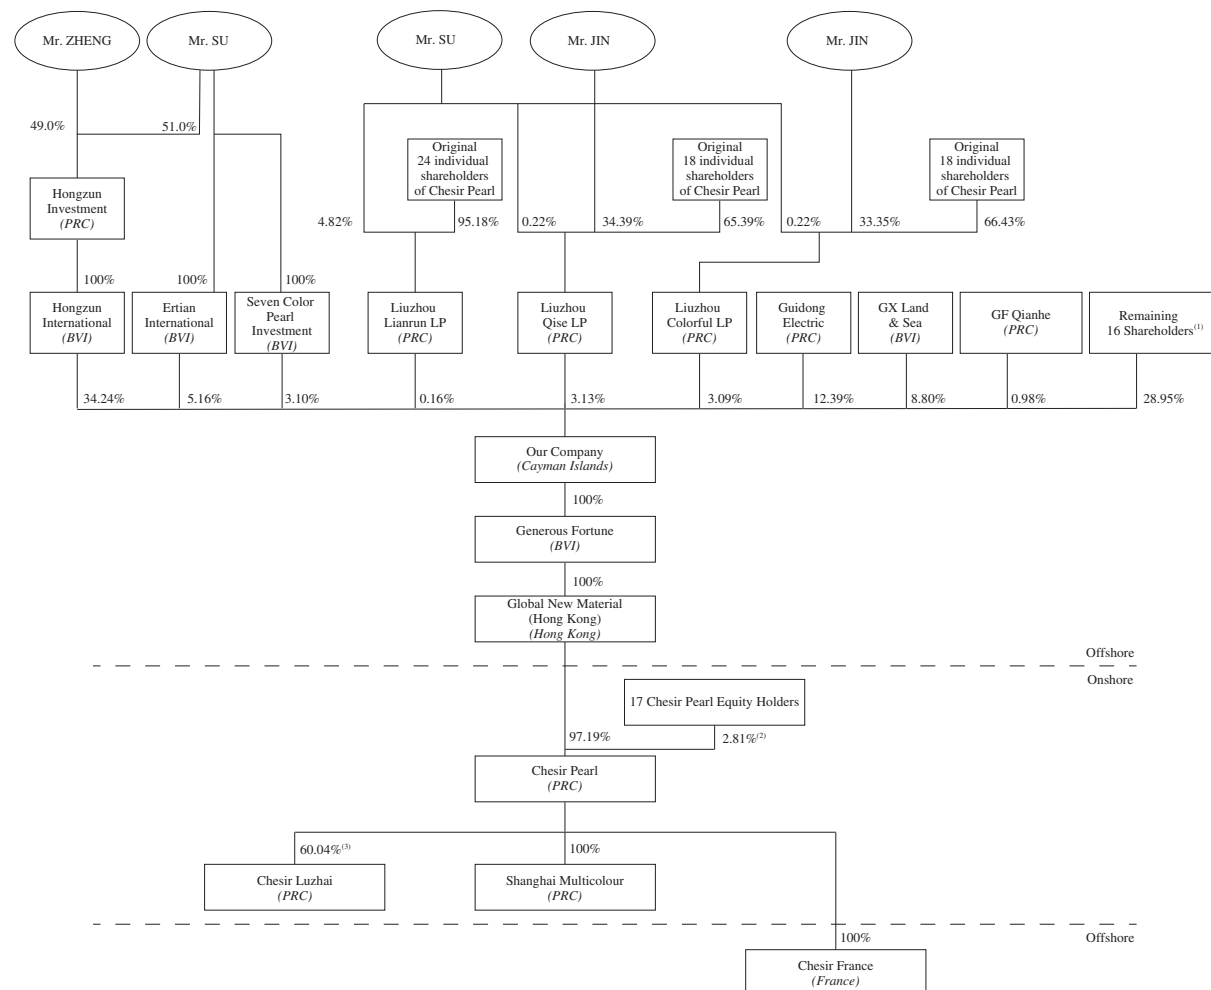 Mr. ZHENG
Mr. SU
Mr. SU
Mr. JIN
Mr. JIN
49.0%
51.0%
Original
24 individual
shareholders
of Chesir Pearl
Original
18 individual
shareholders
of Chesir Pearl
Original
18 individual
shareholders
of Chesir Pearl
Hongzun
Investment
(PRC)
4.82%
95.18%
0.22%
34.39%
65.39%
0.22%
33.35%
66.43%
100%
100%
100%
Hongzun
International
(BVI)
Ertian
International
(BVI)
Seven Color
Pearl
Investment
(BVI)
Liuzhou
Lianrun LP
(PRC)
Liuzhou
Qise LP
(PRC)
Liuzhou
Colorful LP
(PRC)
Guidong
Electric
(PRC)
GX Land
& Sea
(BVI)
GF Qianhe
(PRC)
Remaining
16 Shareholders(1)
34.24%
5.16%
3.10%
0.16%
3.13%
3.09%
12.39%
8.80%
0.98%
28.95%
Our Company
(Cayman Islands)
100%
Generous Fortune
(BVI)
100%
Global New Material
(Hong Kong)
(Hong Kong)
Offshore
Onshore
17 Chesir Pearl Equity Holders
97.19%
2.81%(2)
Chesir Pearl
(PRC)
60.04%(3)
100%
Chesir Luzhai
(PRC)
Shanghai Multicolour
(PRC)
100%
Offshore
Chesir France
(France)